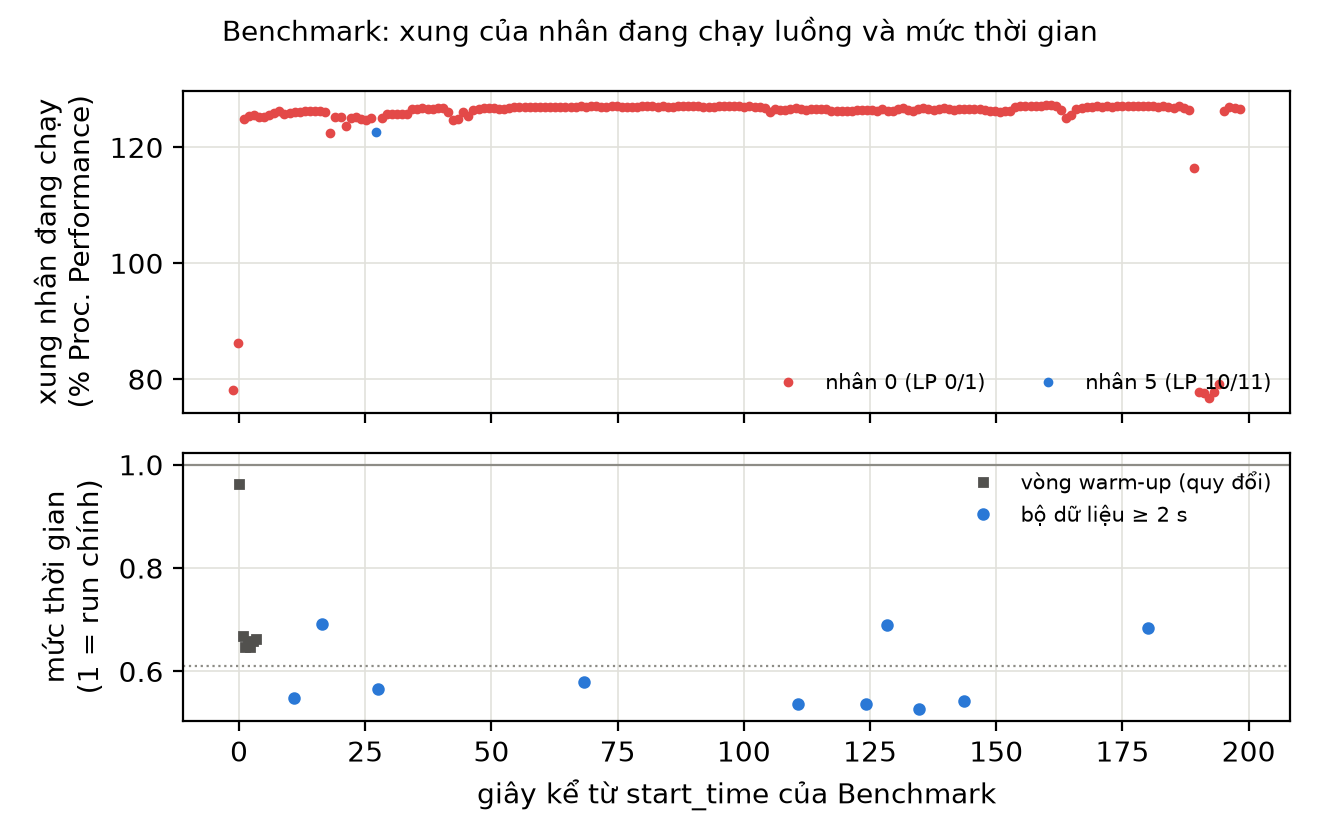 Benchmark: xung của nhân đang chạy luồng và mức thời gian
xung nhân đang chạy
(% Proc. Performance)
120
100
80
nhân 0 (LP 0/1)
nhân 5 (LP 10/11)
mức thời gian
(1 = run chính)
1.0
0.8
0.6
vòng warm-up (quy đổi)
bộ dữ liệu ≥ 2 s
0 25 50 75 100 125 150 175 200
giây kể từ start_time của Benchmark